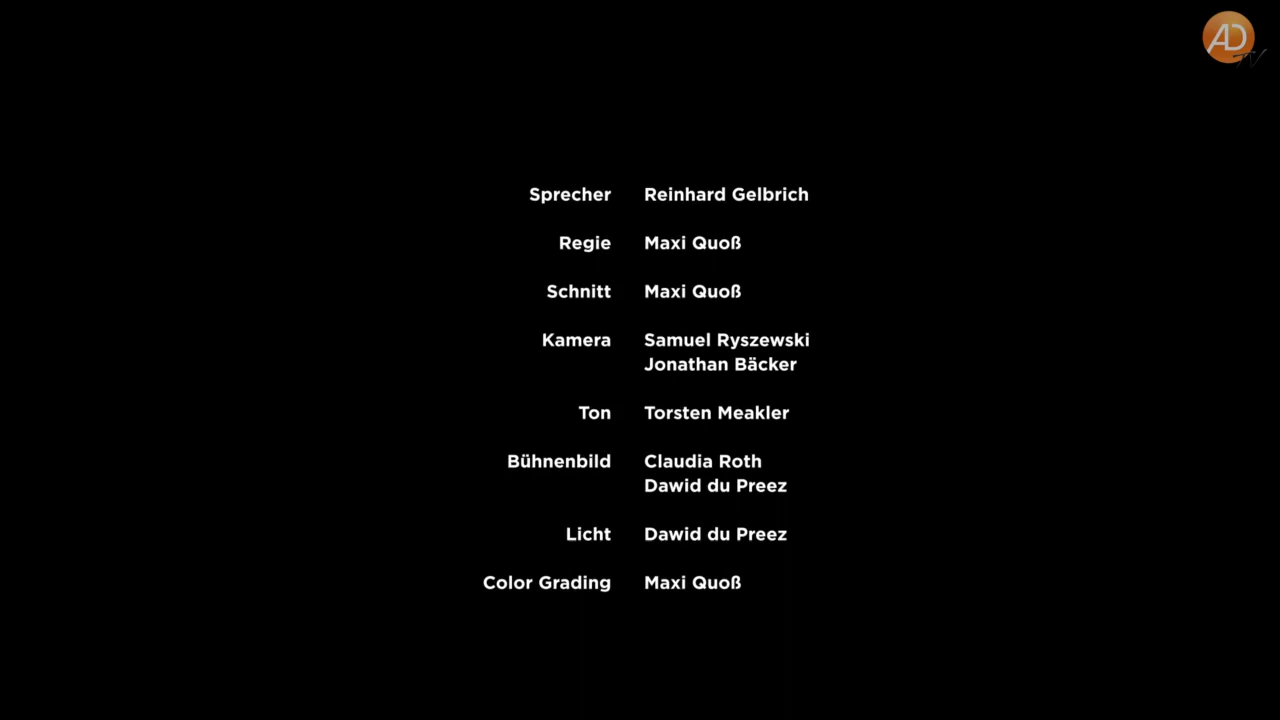 AD
TV
Sprecher Reinhard Gelbrich
Regie Maxi Quoß
Schnitt Maxi Quoß
Kamera Samuel Ryszewski
Jonathan Bäcker
Ton Torsten Meakler
Bühnenbild Claudia Roth
Dawid du Preez
Licht Dawid du Preez
Color Grading Maxi Quoß